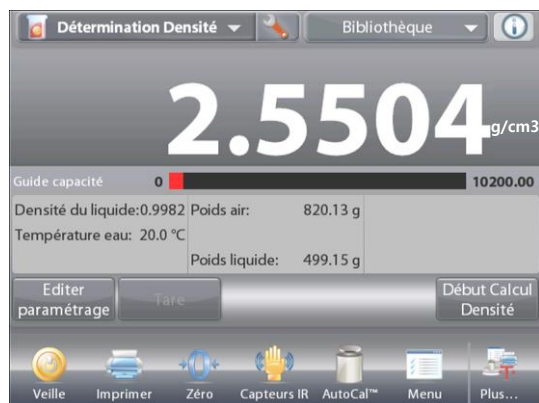 Détermination Densité Bibliothèque
2.5504 g/cm3
Guide capacité 0 10200.00
Densité du liquide:0.9982 Poids air: 820.13 g
Température eau: 20.0 °C
Poids liquide: 499.15 g
Editer
paramétrage
Tare
Début Calcul
Densité
Veille Imprimer Zéro Capteurs IR AutoCal™ Menu Plus...